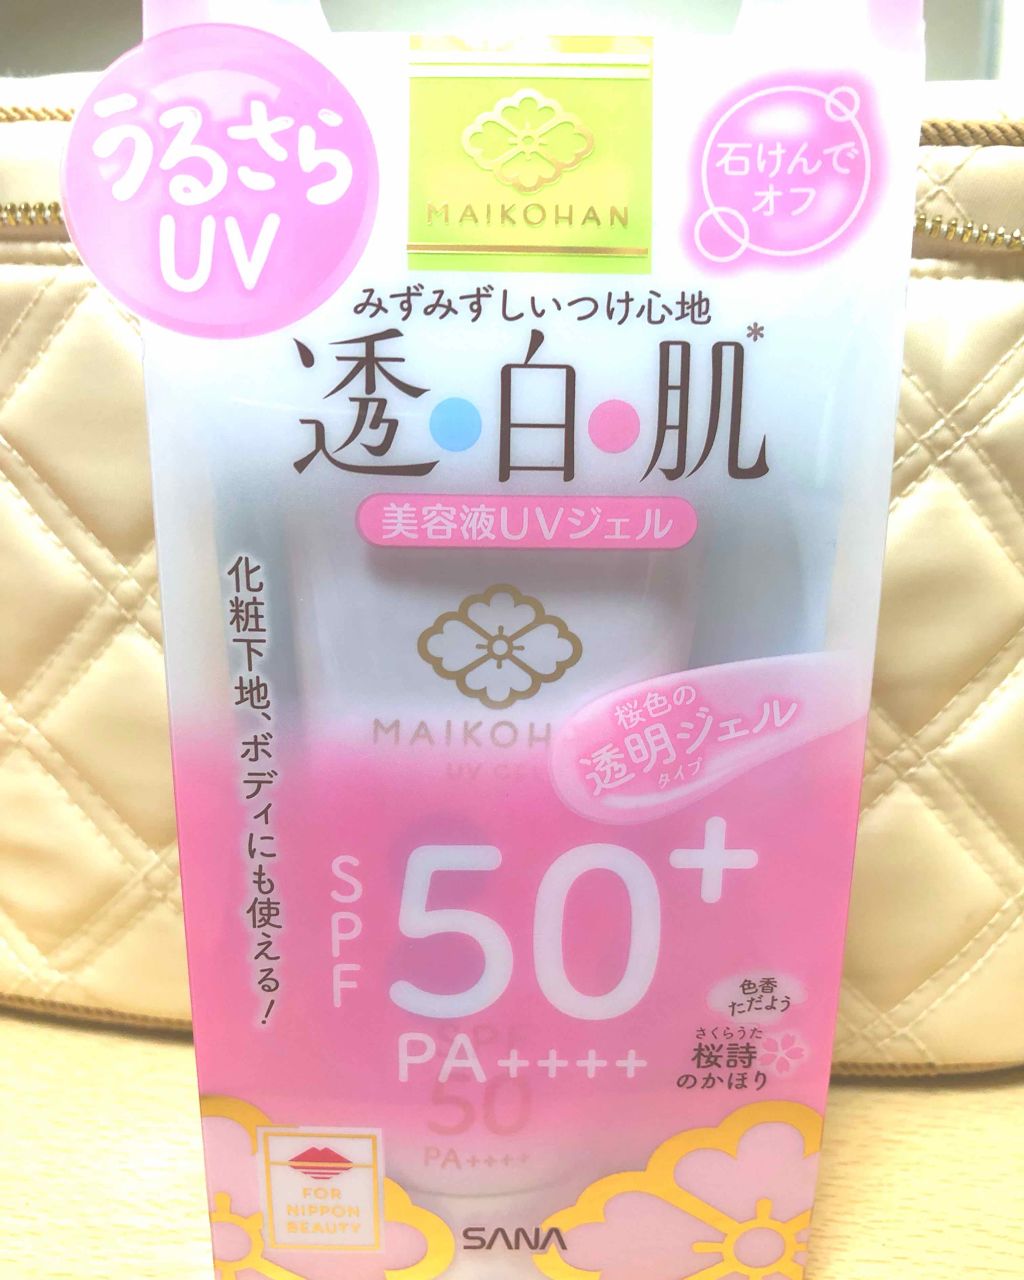 うるさら
UV
MAIKOHAN
石けんで
オフ
みずみずしいつけ心地
透・白・肌*
美容液UVジェル
化粧下地、ボディにも使える!
MAIKOHAN
UV GEL
桜色の
透明ジェル
タイプ
SPF
50+
PA++++
色香
ただよう
さくらうた
桜詩
のかほり
SPF
50
PA++++
FOR
NIPPON
BEAUTY
SANA